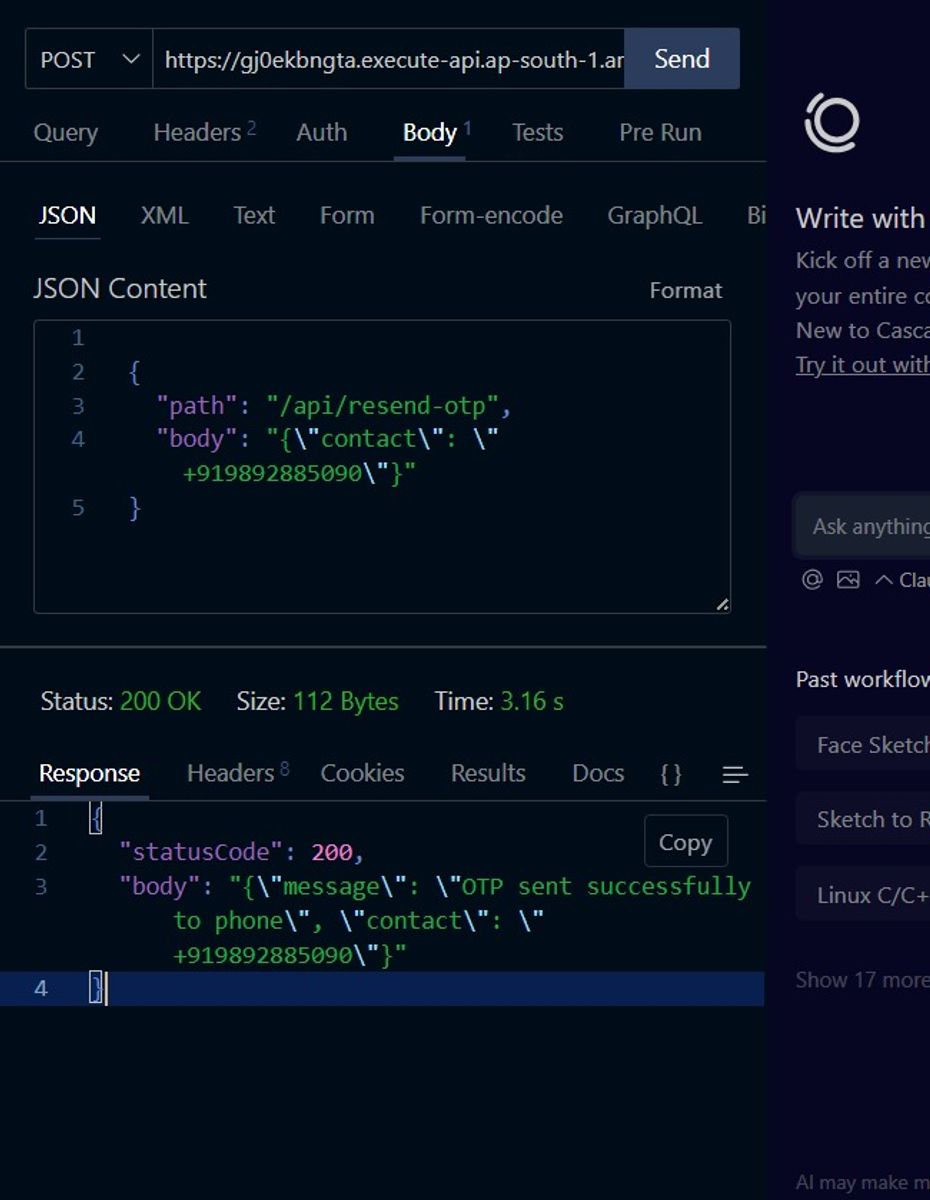 POST
https://gj0ekbngta.execute-api.ap-south-1.ar
Send
Query Headers 2 Auth Body 1 Tests Pre Run
JSON XML Text Form Form-encode GraphQL Bi
JSON Content
Format
1
2 {
3 "path": "/api/resend-otp",
4 "body": "{\"contact\": \"
+919892885090\"}"
5 }
Status: 200 OK Size: 112 Bytes Time: 3.16 s
Response Headers 8 Cookies Results Docs {}
1 {
Copy
2 "statusCode": 200,
3 "body": "{\"message\": \"OTP sent successfully
to phone\", \"contact\": \"
+919892885090\"}"
4 }
Write with
Kick off a new
your entire co
New to Casca
Try it out with
Ask anything
@ Clau
Past workflow
Face Sketch
Sketch to R
Linux C/C+
Show 17 more
AI may make m